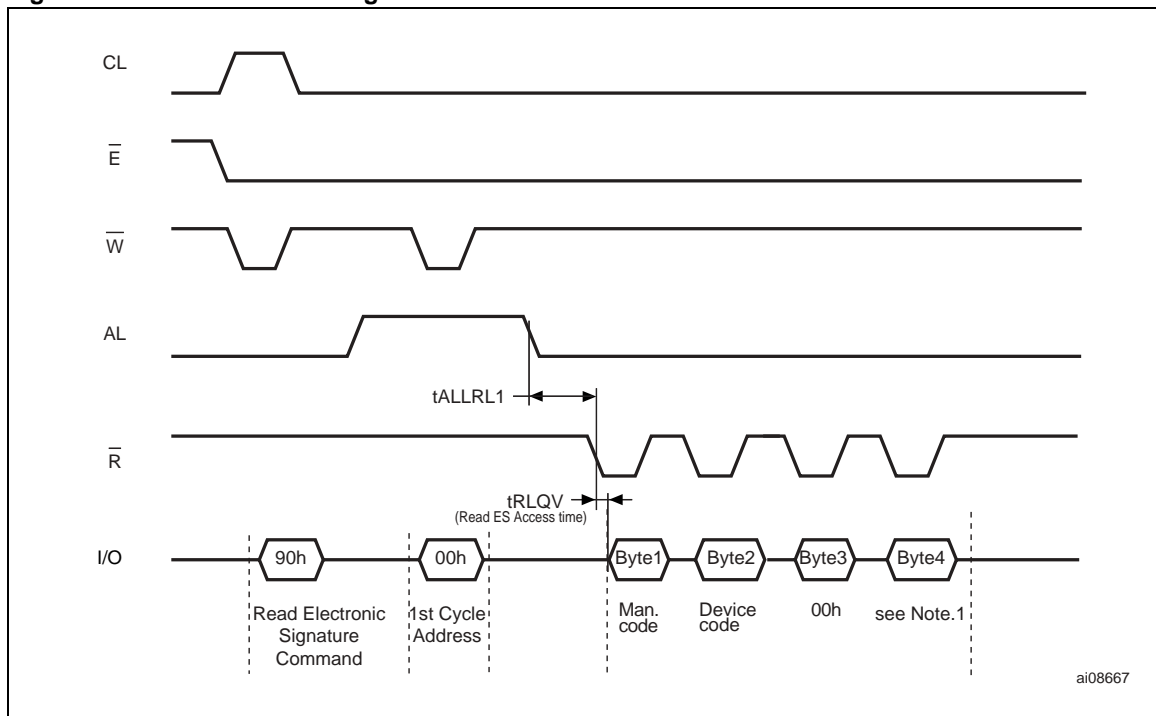 CL
E
W
AL
tALLRL1
R
tRLQV
(Read ES Access time)
I/O
90h
00h
Byte1
Byte2
Byte3
Byte4
Read Electronic
Signature
Command
1st Cycle
Address
Man.
code
Device
code
00h
see Note.1
ai08667